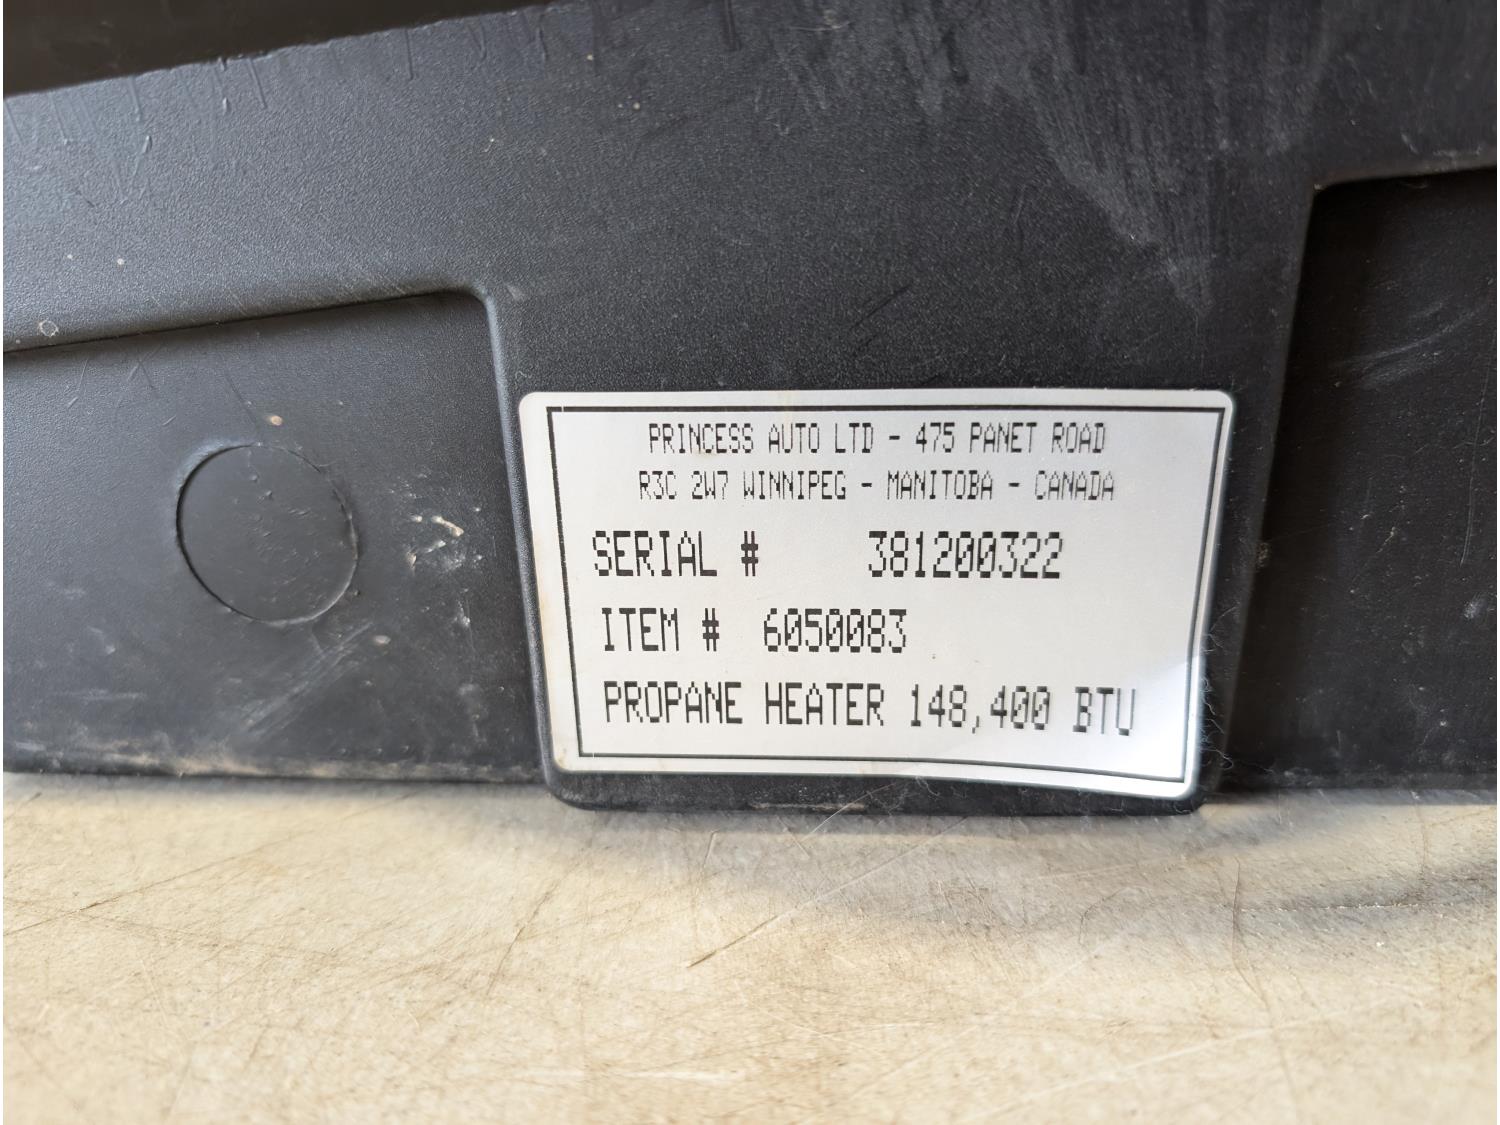 PRINCESS AUTO LTD - 475 PANET ROAD
R3C 2W7 WINNIPEG - MANITOBA - CANADA
SERIAL # 381200322
ITEM # 6050083
PROPANE HEATER 148,400 BTU